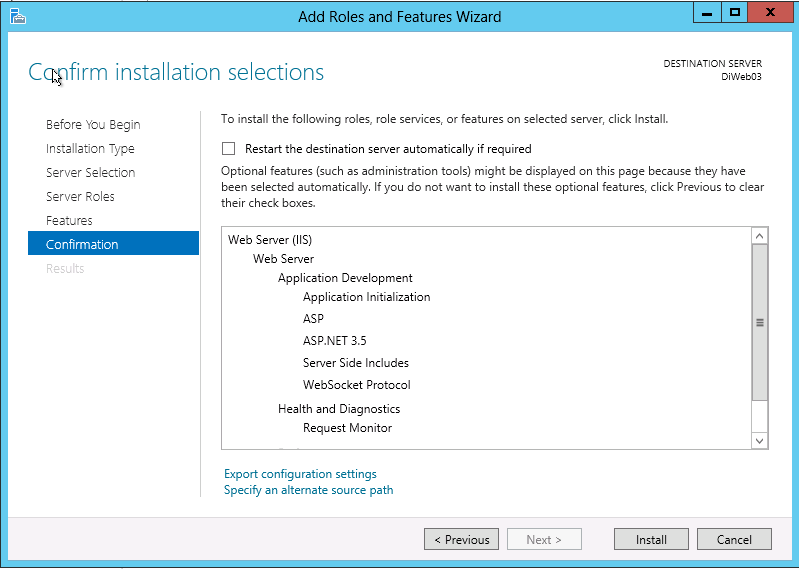 Add Roles and Features Wizard
Confirm installation selections
DESTINATION SERVER
DiWeb03
Before You Begin
Installation Type
Server Selection
Server Roles
Features
Confirmation
Results
To install the following roles, role services, or features on selected server, click Install.
Restart the destination server automatically if required
Optional features (such as administration tools) might be displayed on this page because they have
been selected automatically. If you do not want to install these optional features, click Previous to clear
their check boxes.
Web Server (IIS)
Web Server
Application Development
Application Initialization
ASP
ASP.NET 3.5
Server Side Includes
WebSocket Protocol
Health and Diagnostics
Request Monitor
Export configuration settings
Specify an alternate source path
< Previous
Next >
Install
Cancel